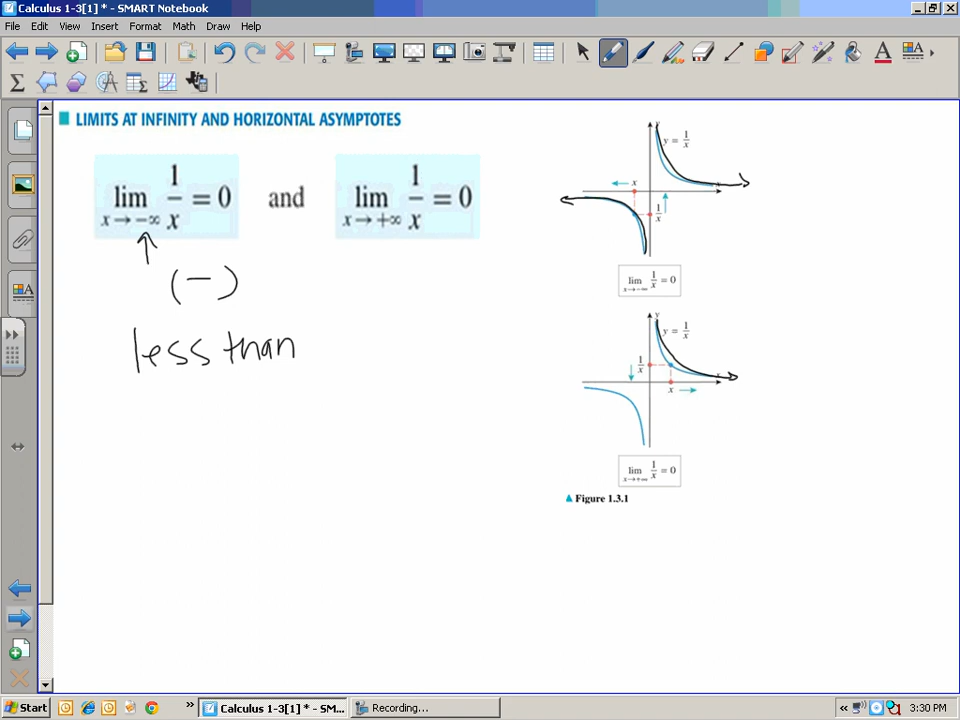 Calculus 1-3[1] * - SMART Notebook
File Edit View Insert Format Math Draw Help
LIMITS AT INFINITY AND HORIZONTAL ASYMPTOTES
lim x→−∞ 1/x = 0 and lim x→+∞ 1/x = 0
(−)
less than
y
y = 1/x
x
x
1/x
lim x→−∞ 1/x = 0
y
y = 1/x
1/x
x
x
lim x→+∞ 1/x = 0
Figure 1.3.1
Start
Calculus 1-3[1] * - SM...
Recording...
3:30 PM